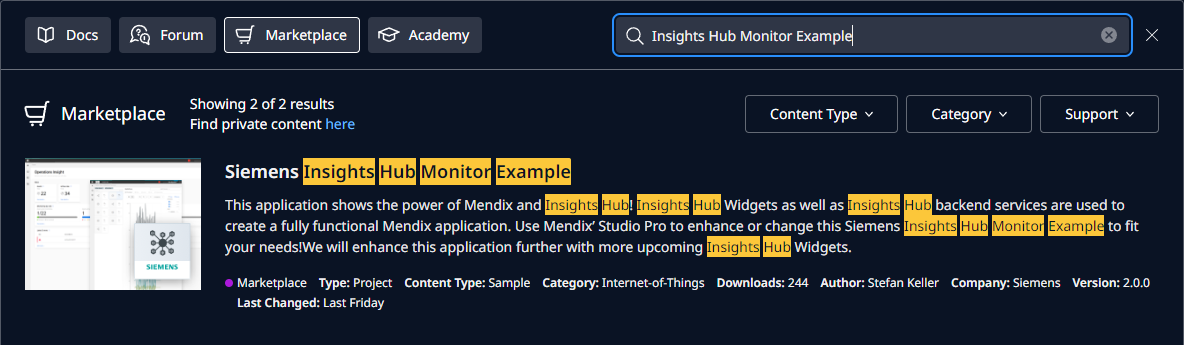 Docs
Forum
Marketplace
Academy
Insights Hub Monitor Example
Marketplace
Showing 2 of 2 results
Find private content here
Content Type
Category
Support
Siemens Insights Hub Monitor Example
This application shows the power of Mendix and Insights Hub! Insights Hub Widgets as well as Insights Hub backend services are used to
create a fully functional Mendix application. Use Mendix’ Studio Pro to enhance or change this Siemens Insights Hub Monitor Example to fit
your needs!We will enhance this application further with more upcoming Insights Hub Widgets.
SIEMENS
Marketplace Type: Project Content Type: Sample Category: Internet-of-Things Downloads: 244 Author: Stefan Keller Company: Siemens Version: 2.0.0
Last Changed: Last Friday